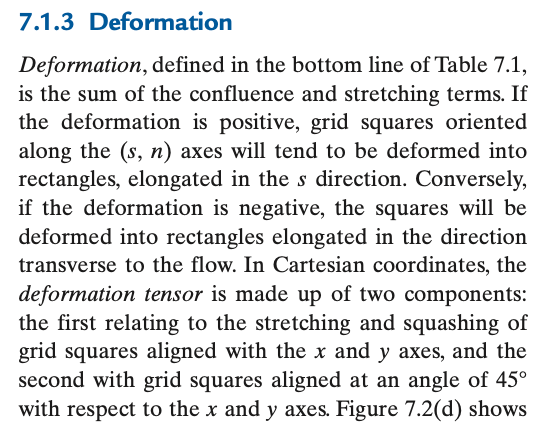 7.1.3 Deformation
Deformation, defined in the bottom line of Table 7.1,
is the sum of the confluence and stretching terms. If
the deformation is positive, grid squares oriented
along the (s, n) axes will tend to be deformed into
rectangles, elongated in the s direction. Conversely,
if the deformation is negative, the squares will be
deformed into rectangles elongated in the direction
transverse to the flow. In Cartesian coordinates, the
deformation tensor is made up of two components:
the first relating to the stretching and squashing of
grid squares aligned with the x and y axes, and the
second with grid squares aligned at an angle of 45°
with respect to the x and y axes. Figure 7.2(d) shows